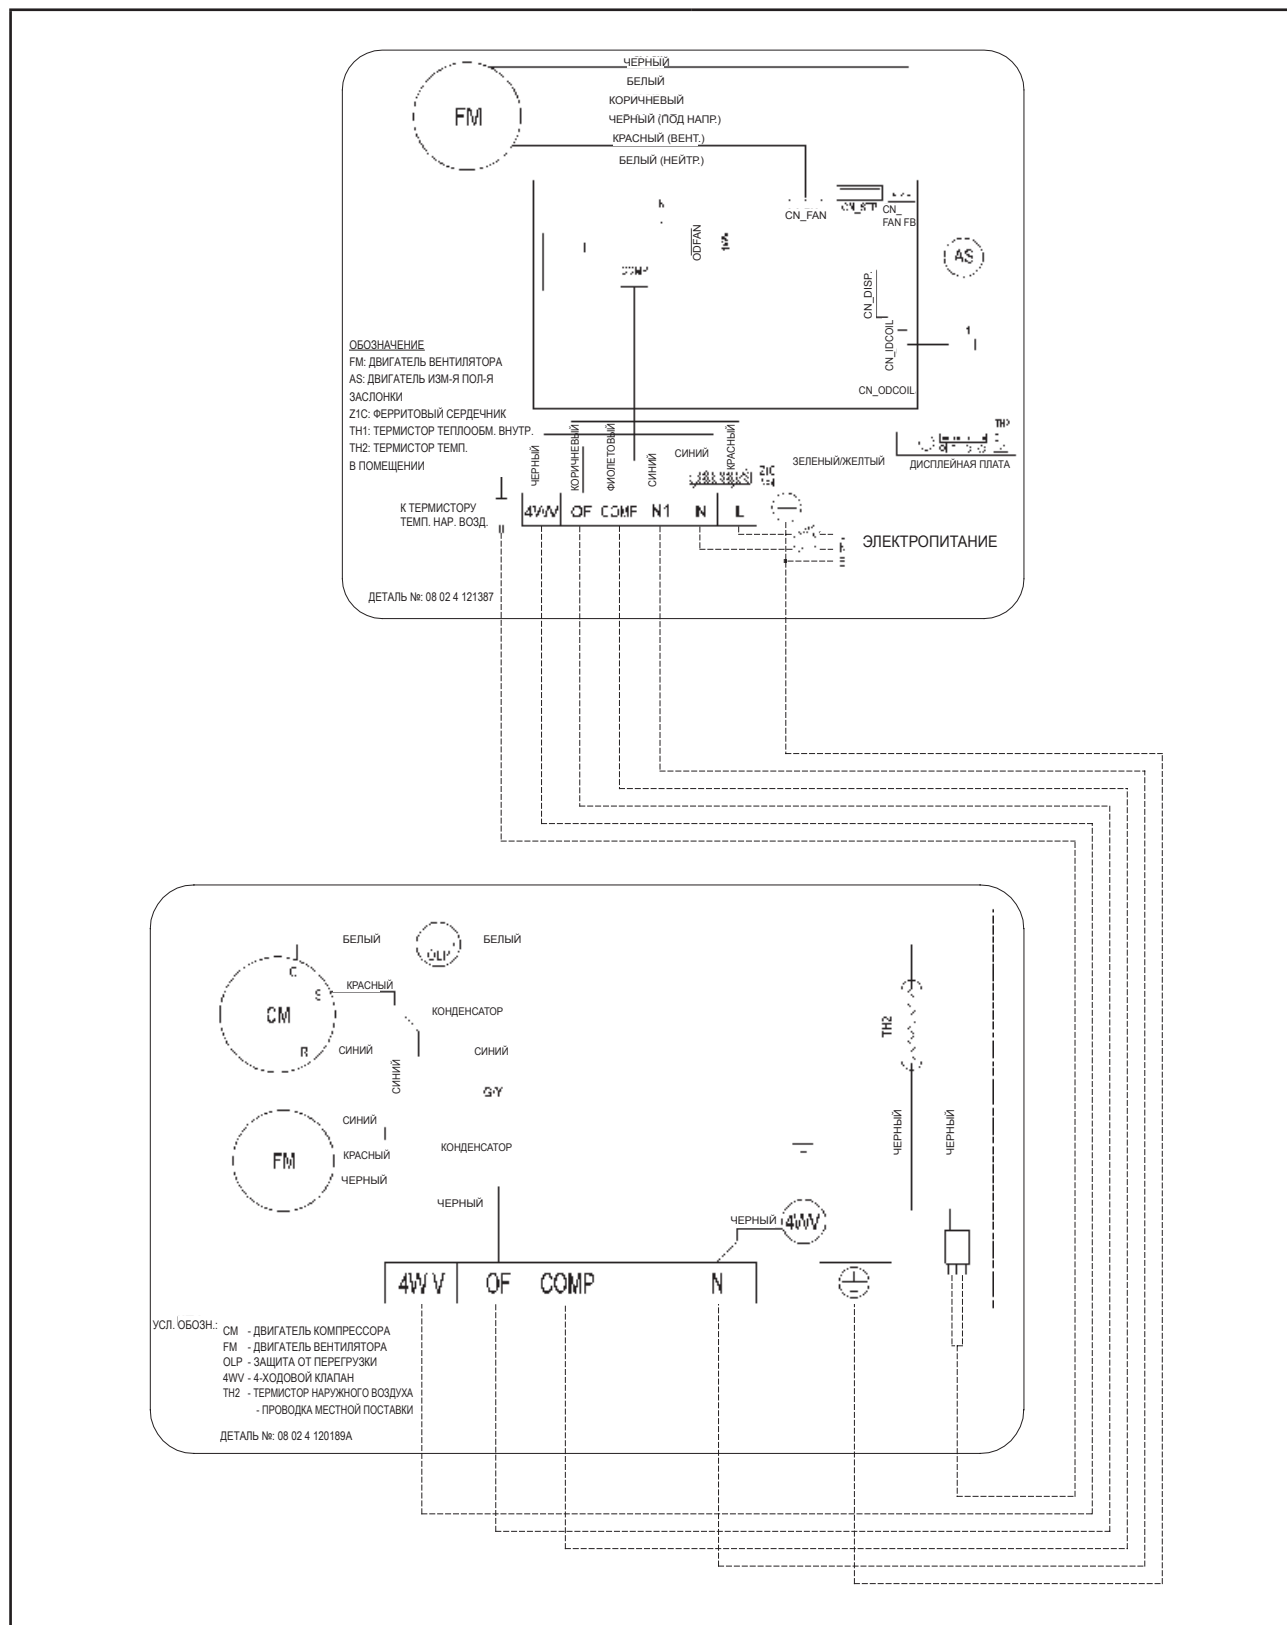 ЧЕРНЫЙ
БЕЛЫЙ
КОРИЧНЕВЫЙ
ЧЕРНЫЙ (ПОД НАПР.)
КРАСНЫЙ (ВЕНТ.)
БЕЛЫЙ (НЕЙТР.)
FM
CN_FAN
CN_
FAN FB
ODFAN
AS
CN_DISP.
CN_IDCOIL
CN_ODCOIL
ОБОЗНАЧЕНИЕ
FM: ДВИГАТЕЛЬ ВЕНТИЛЯТОРА
AS: ДВИГАТЕЛЬ ИЗМ-Я ПОЛ-Я
ЗАСЛОНКИ
Z1C: ФЕРРИТОВЫЙ СЕРДЕЧНИК
TH1: ТЕРМИСТОР ТЕПЛООБМ. ВНУТР.
TH2: ТЕРМИСТОР ТЕМП.
В ПОМЕЩЕНИИ
ЧЕРНЫЙ
КОРИЧНЕВЫЙ
ФИОЛЕТОВЫЙ
СИНИЙ
СИНИЙ
КРАСНЫЙ
Z1C
ЗЕЛЕНЫЙ/ЖЕЛТЫЙ
ДИСПЛЕЙНАЯ ПЛАТА
К ТЕРМИСТОРУ
ТЕМП. НАР. ВОЗД.
4WV OF COMP N1 N L
ЭЛЕКТРОПИТАНИЕ
ДЕТАЛЬ №: 08 02 4 121387
БЕЛЫЙ
OLP
БЕЛЫЙ
C
S
КРАСНЫЙ
CM
КОНДЕНСАТОР
R
СИНИЙ
СИНИЙ
СИНИЙ
G/Y
TH2
СИНИЙ
FM
КРАСНЫЙ
КОНДЕНСАТОР
ЧЕРНЫЙ
ЧЕРНЫЙ
ЧЕРНЫЙ
ЧЕРНЫЙ
ЧЕРНЫЙ
4WV
4WV OF COMP N
УСЛ. ОБОЗН.:
CM - ДВИГАТЕЛЬ КОМПРЕССОРА
FM - ДВИГАТЕЛЬ ВЕНТИЛЯТОРА
OLP - ЗАЩИТА ОТ ПЕРЕГРУЗКИ
4WV - 4-ХОДОВОЙ КЛАПАН
TH2 - ТЕРМИСТОР НАРУЖНОГО ВОЗДУХА
- ПРОВОДКА МЕСТНОЙ ПОСТАВКИ
ДЕТАЛЬ №: 08 02 4 120189A